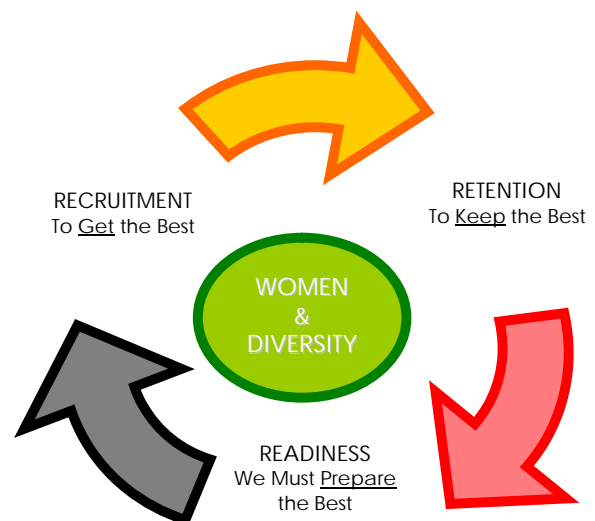 RECRUITMENT
To Get the Best
RETENTION
To Keep the Best
WOMEN
&
DIVERSITY
READINESS
We Must Prepare
the Best